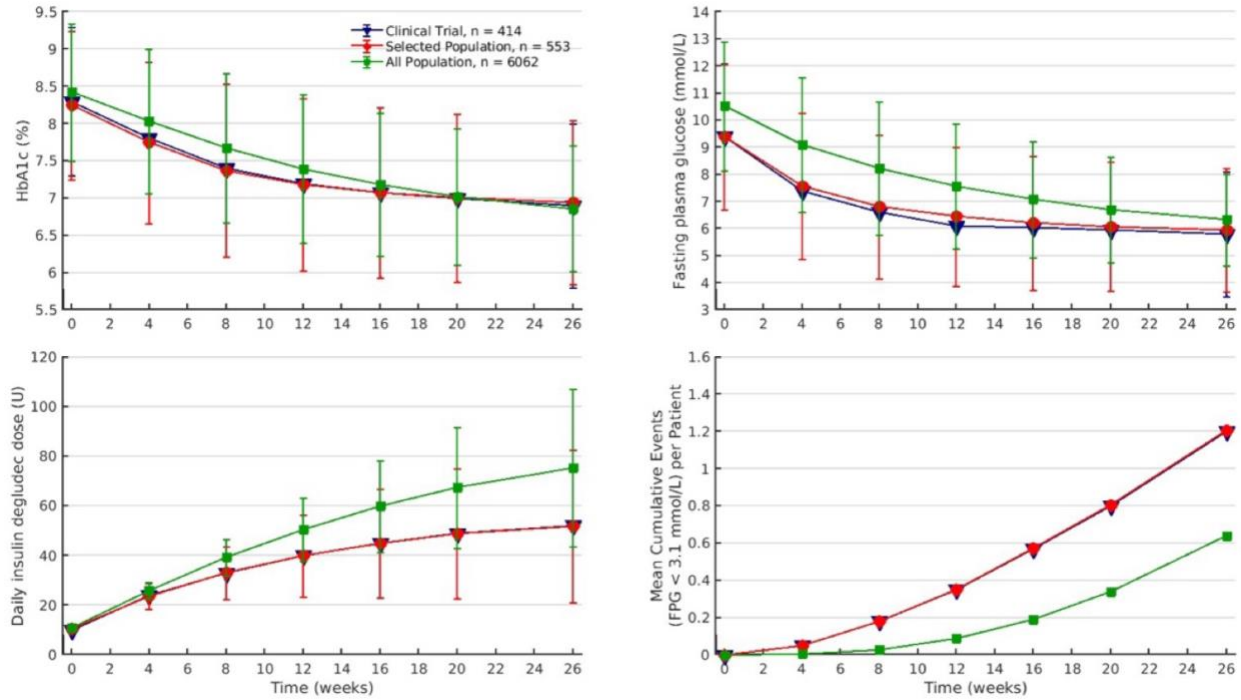 9.5
9
8.5
8
7.5
7
6.5
6
5.5
HbA1c (%)
Clinical Trial, n = 414
Selected Population, n = 553
All Population, n = 6062
0 2 4 6 8 10 12 14 16 18 20 22 24 26
14
13
12
11
10
9
8
7
6
5
4
3
Fasting plasma glucose (mmol/L)
0 2 4 6 8 10 12 14 16 18 20 22 24 26
120
100
80
60
40
20
0
Daily insulin degludec dose (U)
0 2 4 6 8 10 12 14 16 18 20 22 24 26
Time (weeks)
1.6
1.4
1.2
1
0.8
0.6
0.4
0.2
0
Mean Cumulative Events
(FPG < 3.1 mmol/L) per Patient
0 2 4 6 8 10 12 14 16 18 20 22 24 26
Time (weeks)